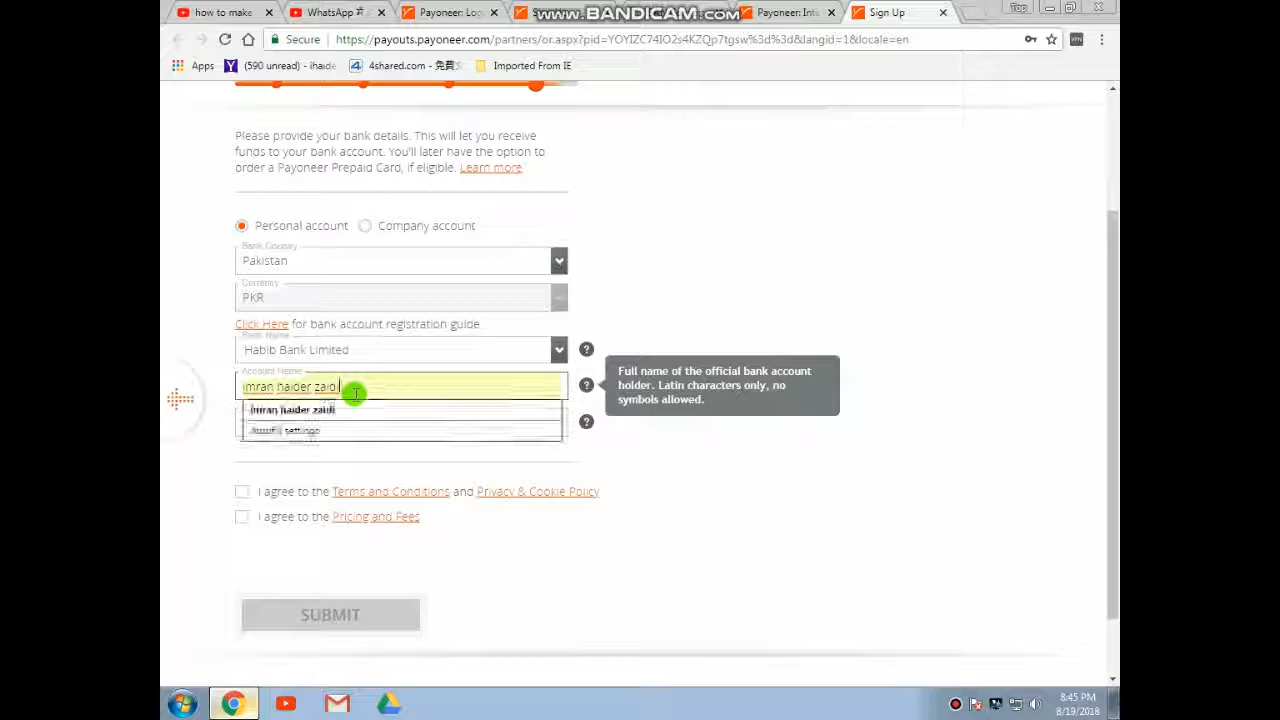 how to make
WhatsApp
Payoneer: Log
www.BANDICAM.com
Payoneer: Int
Sign Up
Top
Secure
https://payouts.payoneer.com/partners/or.aspx?pid=YOYIZC74IO2s4KZQp7tgsw%3d%3d&langid=1&locale=en
Apps
(590 unread) - ihaide
4shared.com - 免費
Imported From IE
Please provide your bank details. This will let you receive
funds to your bank account. You'll later have the option to
order a Payoneer Prepaid Card, if eligible. Learn more
Personal account
Company account
Bank Country
Pakistan
Currency
PKR
Click Here for bank account registration guide.
Bank Name
Habib Bank Limited
Account Name
imran haider zaidi
Full name of the official bank account
holder. Latin characters only, no
symbols allowed.
imran haider zaidi
I agree to the Terms and Conditions and Privacy & Cookie Policy
I agree to the Pricing and Fees
SUBMIT
8:45 PM
8/19/2018